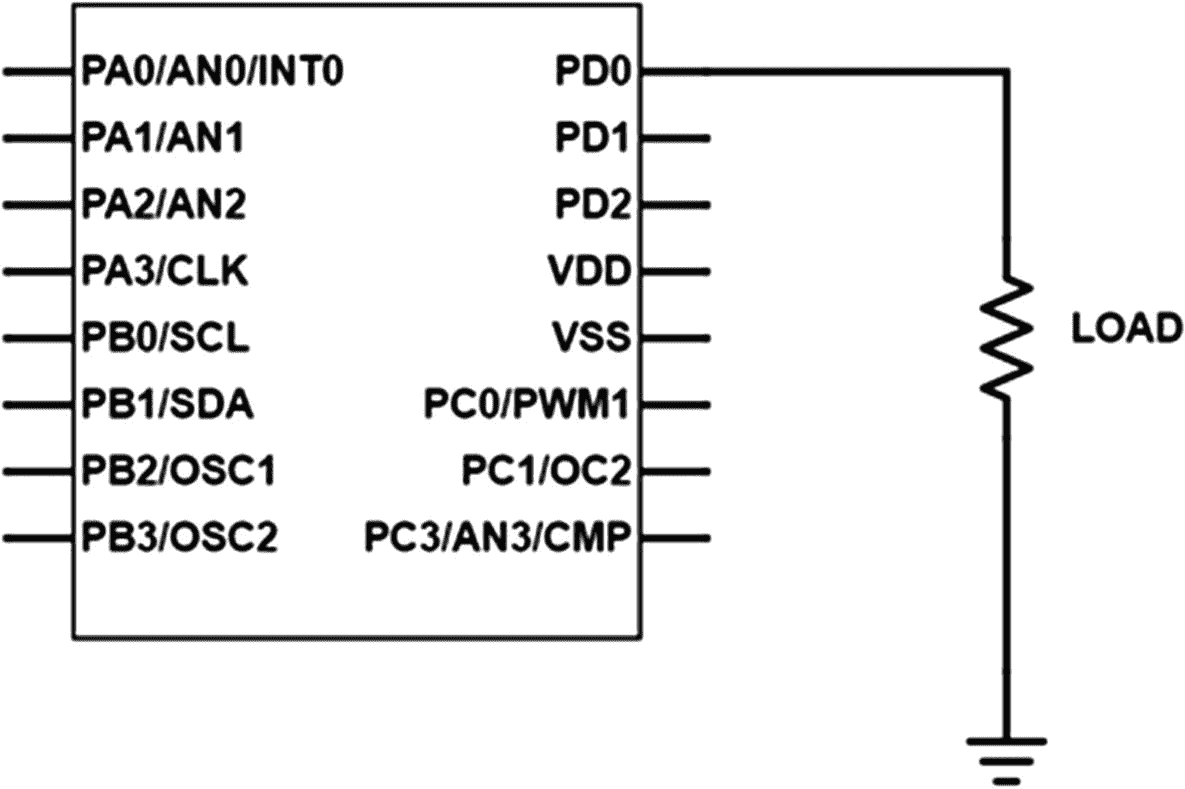 PA0/AN0/INT0
PA1/AN1
PA2/AN2
PA3/CLK
PB0/SCL
PB1/SDA
PB2/OSC1
PB3/OSC2
PD0
PD1
PD2
VDD
VSS
PC0/PWM1
PC1/OC2
PC3/AN3/CMP
LOAD